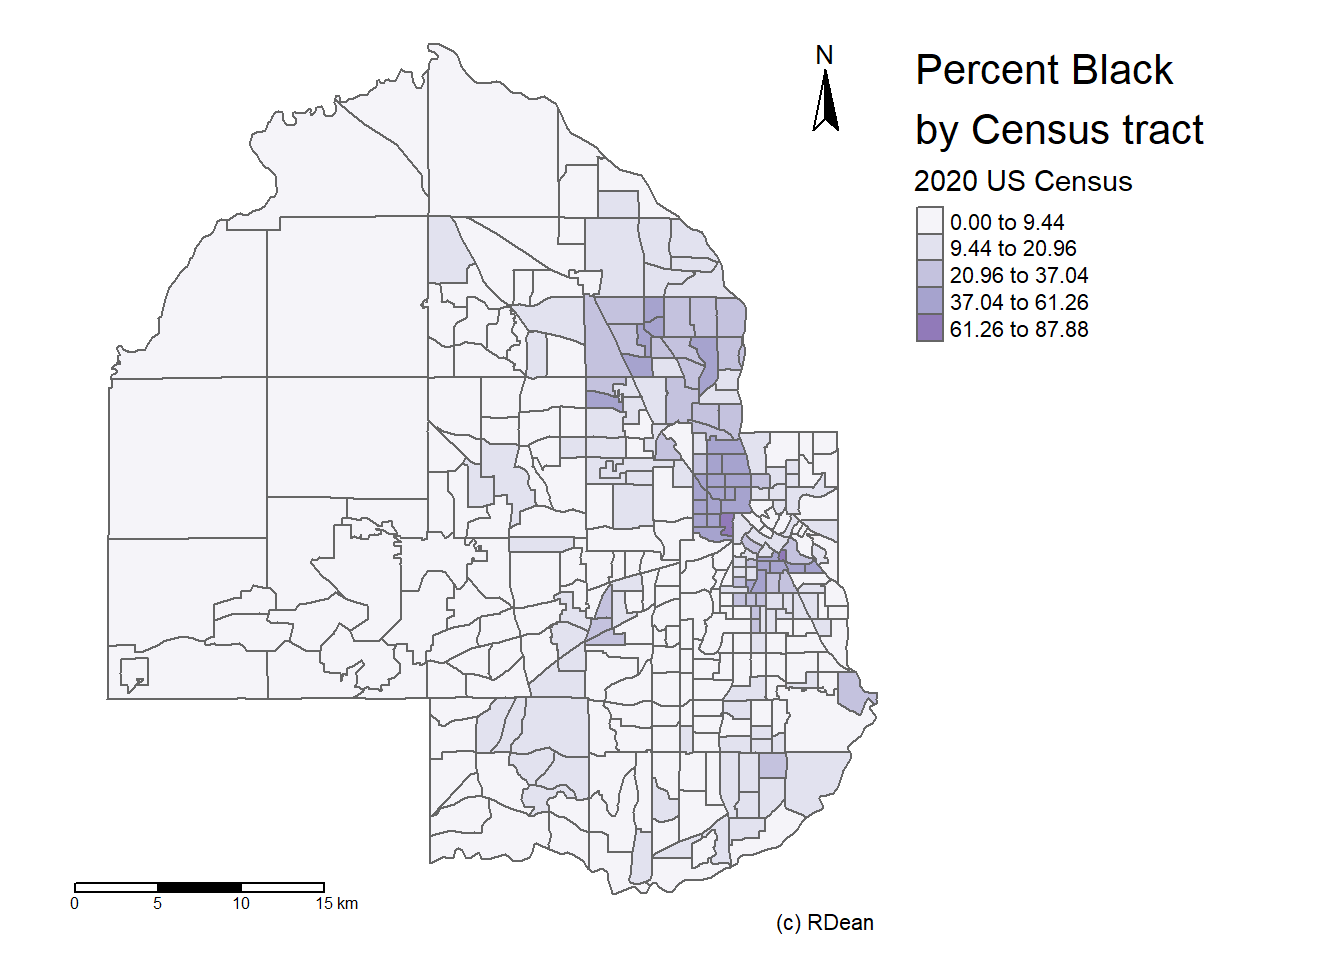 N
Percent Black
by Census tract
2020 US Census
0.00 to 9.44
9.44 to 20.96
20.96 to 37.04
37.04 to 61.26
61.26 to 87.88
0 5 10 15 km
(c) RDean